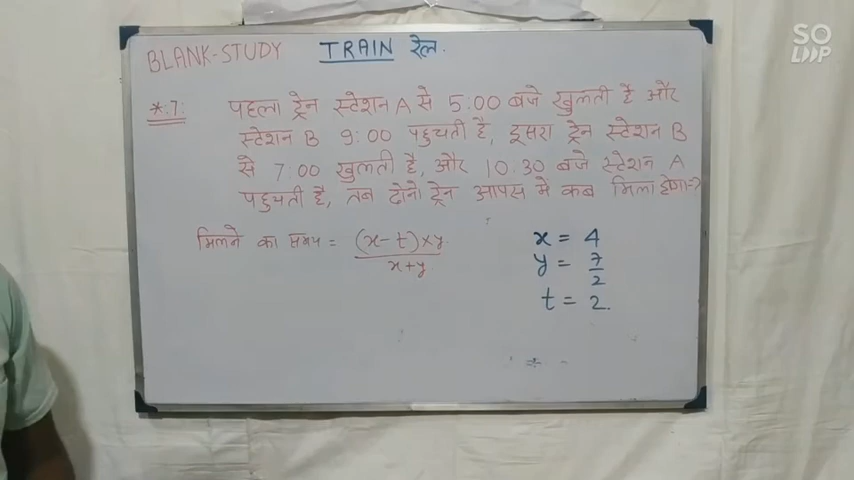 SO
LOOP
BLANK-STUDY TRAIN रेल.
*.7: पहला ट्रेन स्टेशन A से 5:00 बजे खुलती है और
स्टेशन B 9:00 पहुचती है, दूसरा ट्रेन स्टेशन B
से 7:00 खुलती है, और 10.30 बजे स्टेशन A
पहुचती है, तब दोनो ट्रेन आपस मे कब मिला होगा=>
मिलने का समय = (x-t)×y
x+y
x = 4
y = 7/2
t = 2.